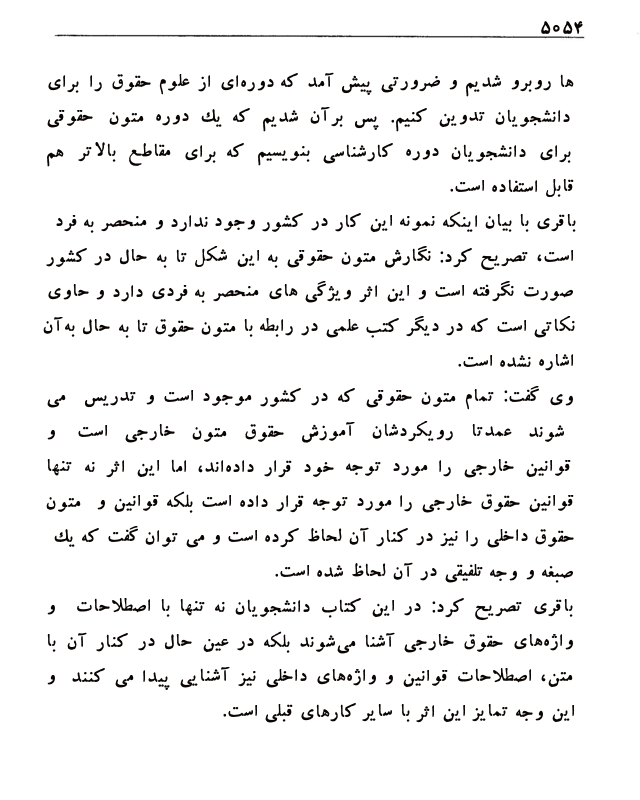 ۵۰۵۴
ها روبرو شدیم و ضرورتی پیش آمد که دوره‌ای از علوم حقوق را برای
دانشجویان تدوین کنیم. پس برآن شدیم که یك دوره متون حقوقی
برای دانشجویان دوره کارشناسی بنویسیم که برای مقاطع بالاتر هم
قابل استفاده است.
باقری با بیان اینکه نمونه این کار در کشور وجود ندارد و منحصر به فرد
است، تصریح کرد: نگارش متون حقوقی به این شکل تا به حال در کشور
صورت نگرفته است و این اثر ویژگی های منحصر به فردی دارد و حاوی
نکاتی است که در دیگر کتب علمی در رابطه با متون حقوق تا به حال به‌آن
اشاره نشده است.
وی گفت: تمام متون حقوقی که در کشور موجود است و تدریس می
شوند عمدتا رویکردشان آموزش حقوق متون خارجی است و
قوانین خارجی را مورد توجه خود قرار داده‌اند، اما این اثر نه تنها
قوانین حقوق خارجی را مورد توجه قرار داده است بلکه قوانین و متون
حقوق داخلی را نیز در کنار آن لحاظ کرده است و می توان گفت که یك
صبغه و وجه تلفیقی در آن لحاظ شده است.
باقری تصریح کرد: در این کتاب دانشجویان نه تنها با اصطلاحات و
واژه‌های حقوق خارجی آشنا می‌شوند بلکه در عین حال در کنار آن با
متن، اصطلاحات قوانین و واژه‌های داخلی نیز آشنایی پیدا می کنند و
این وجه تمایز این اثر با سایر کارهای قبلی است.